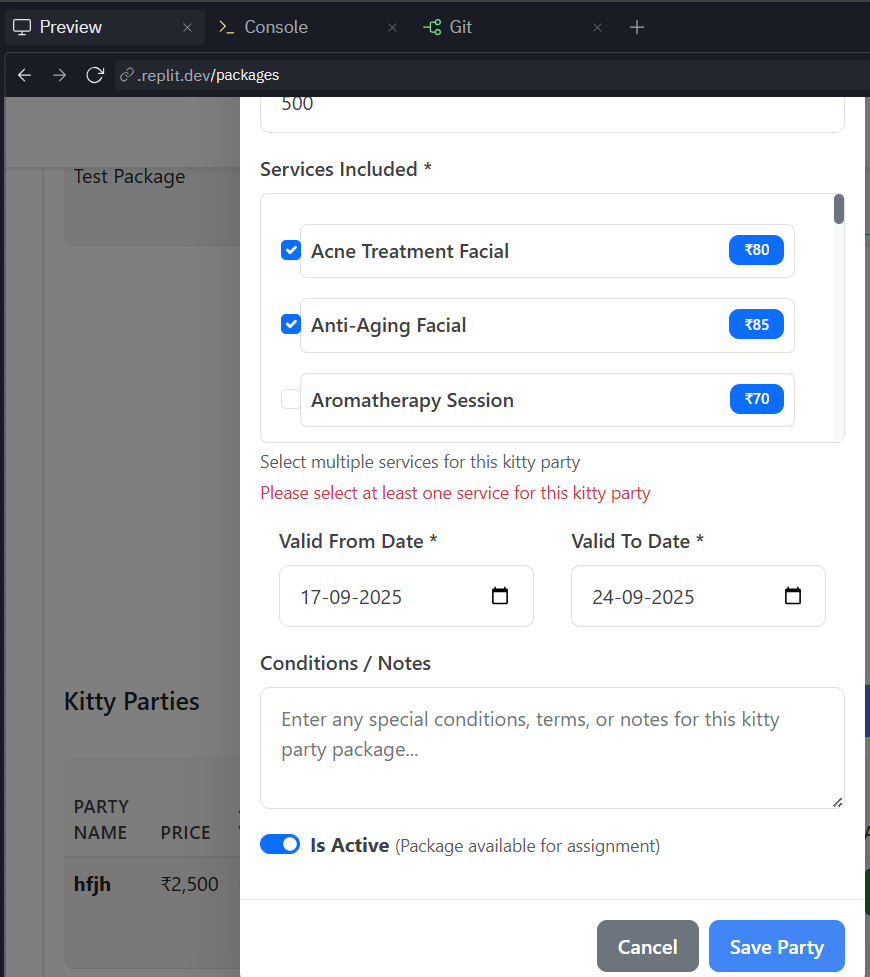 Preview
Console
Git
.replit.dev/packages
500
Test Package
Services Included *
Acne Treatment Facial ₹80
Anti-Aging Facial ₹85
Aromatherapy Session ₹70
Select multiple services for this kitty party
Please select at least one service for this kitty party
Valid From Date * Valid To Date *
17-09-2025 24-09-2025
Conditions / Notes
Enter any special conditions, terms, or notes for this kitty
party package...
Is Active (Package available for assignment)
Cancel Save Party
Kitty Parties
PARTY
NAME PRICE
hfjh ₹2,500